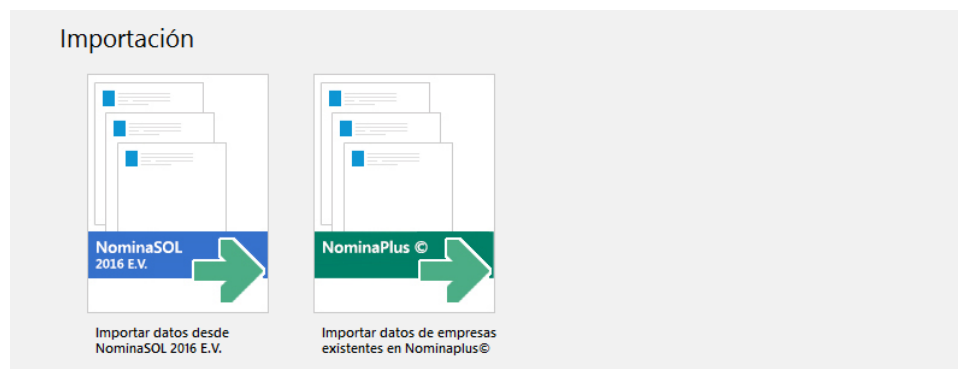 Importación
NominaSOL
2016 E.V.
NominaPlus ©
Importar datos desde
NominaSOL 2016 E.V.
Importar datos de empresas
existentes en Nominaplus©